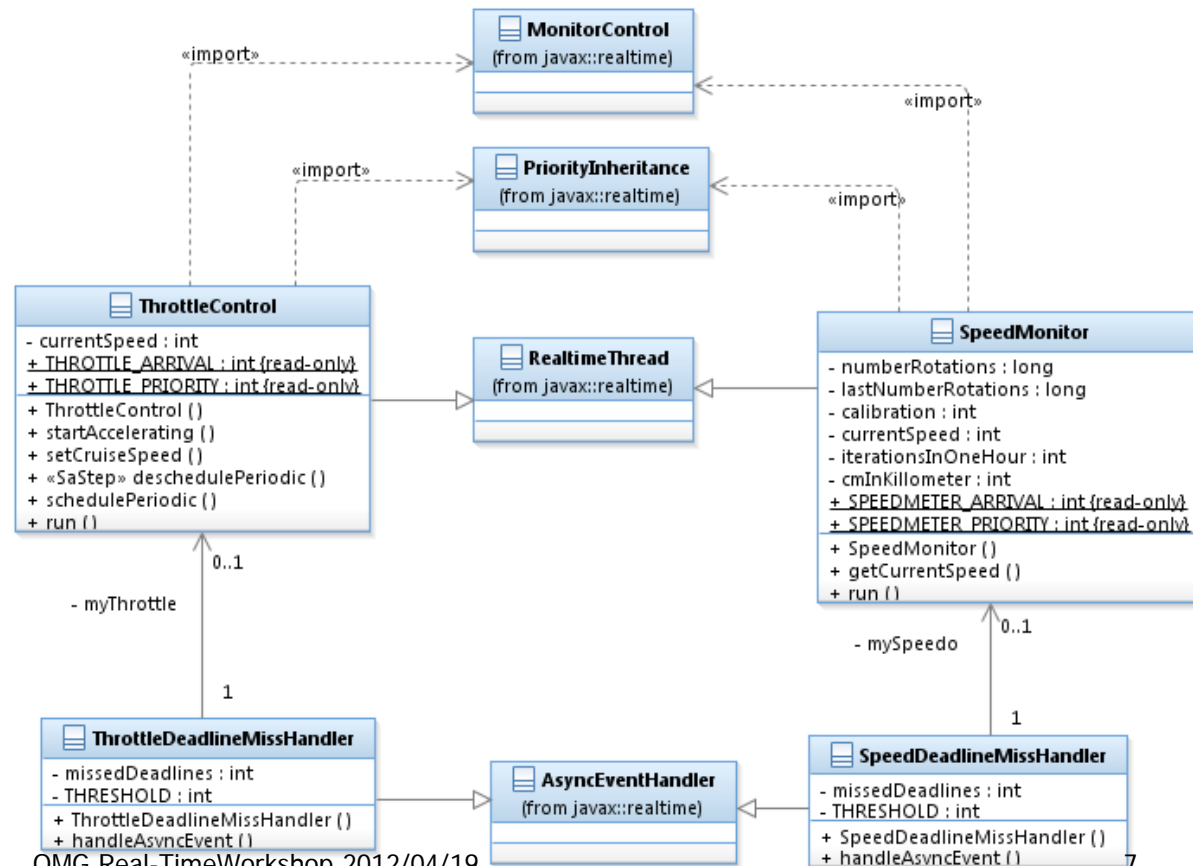 MonitorControl
(from javax::realtime)
«import»
«import»
PriorityInheritance
(from javax::realtime)
«import»
«import»
ThrottleControl
- currentSpeed : int
+ THROTTLE_ARRIVAL : int {read-only}
+ THROTTLE_PRIORITY : int {read-only}
+ ThrottleControl ( )
+ startAccelerating ( )
+ setCruiseSpeed ( )
+ «SaStep» deschedulePeriodic ( )
+ schedulePeriodic ( )
+ run ( )
RealtimeThread
(from javax::realtime)
SpeedMonitor
- numberRotations : long
- lastNumberRotations : long
- calibration : int
- currentSpeed : int
- iterationsInOneHour : int
- cmInKillometer : int
+ SPEEDMETER_ARRIVAL : int {read-only}
+ SPEEDMETER_PRIORITY : int {read-only}
+ SpeedMonitor ( )
+ getCurrentSpeed ( )
+ run ( )
0..1
- myThrottle
1
0..1
- mySpeedo
1
ThrottleDeadlineMissHandler
- missedDeadlines : int
- THRESHOLD : int
+ ThrottleDeadlineMissHandler ( )
+ handleAsyncEvent ( )
AsyncEventHandler
(from javax::realtime)
SpeedDeadlineMissHandler
- missedDeadlines : int
- THRESHOLD : int
+ SpeedDeadlineMissHandler ( )
+ handleAsyncEvent ( )
OMG Real-TimeWorkshop 2012/04/19
7